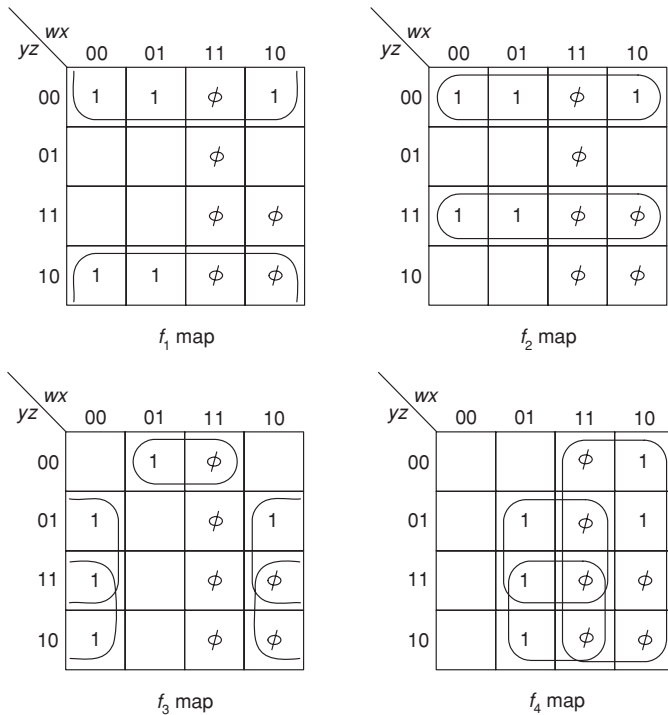 wx
yz 00 01 11 10
00 1 1 ϕ 1
01 ϕ
11 ϕ ϕ
10 1 1 ϕ ϕ
f1 map
wx
yz 00 01 11 10
00 1 1 ϕ 1
01 ϕ
11 1 1 ϕ ϕ
10 ϕ ϕ
f2 map
wx
yz 00 01 11 10
00 1 ϕ
01 1 ϕ 1
11 1 ϕ ϕ
10 1 ϕ ϕ
f3 map
wx
yz 00 01 11 10
00 ϕ 1
01 1 ϕ 1
11 1 ϕ ϕ
10 1 ϕ ϕ
f4 map